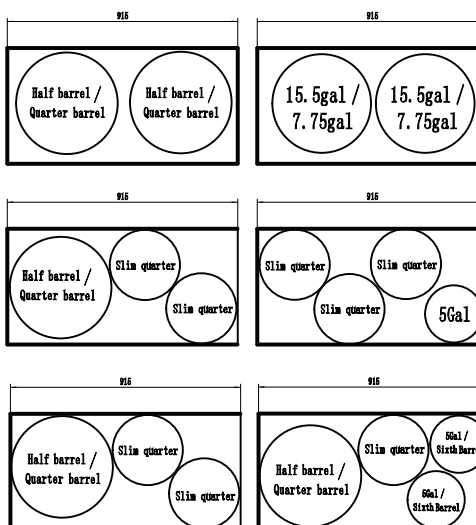 915
915
Half barrel /
Quarter barrel
Half barrel /
Quarter barrel
15.5gal /
7.75gal
15.5gal /
7.75gal
915
915
Half barrel /
Quarter barrel
Slim quarter
Slim quarter
Slim quarter
Slim quarter
Slim quarter
5Gal
915
915
Half barrel /
Quarter barrel
Slim quarter
Slim quarter
Half barrel /
Quarter barrel
Slim quarter
5Gal /
Sixth Barre
5Gal /
Sixth Barrel